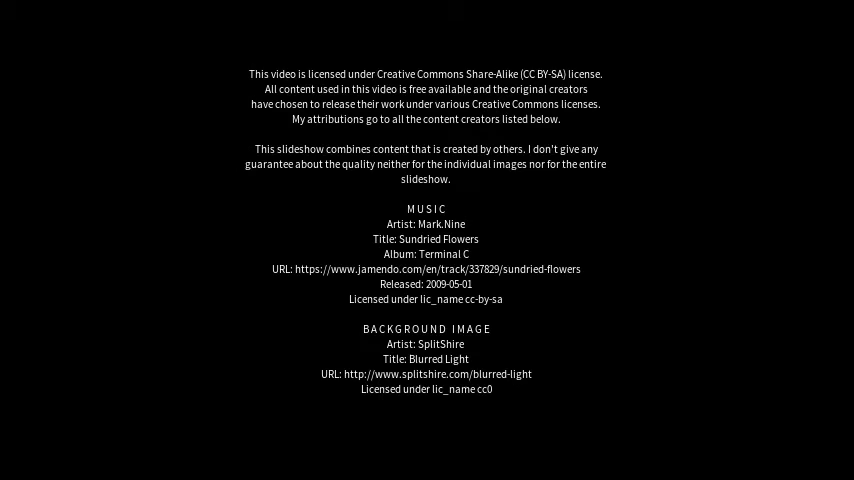 This video is licensed under Creative Commons Share-Alike (CC BY-SA) license.
All content used in this video is free available and the original creators
have chosen to release their work under various Creative Commons licenses.
My attributions go to all the content creators listed below.
This slideshow combines content that is created by others. I don't give any
guarantee about the quality neither for the individual images nor for the entire
slideshow.
MUSIC
Artist: Mark.Nine
Title: Sundried Flowers
Album: Terminal C
URL: https://www.jamendo.com/en/track/337829/sundried-flowers
Released: 2009-05-01
Licensed under lic_name cc-by-sa
BACKGROUND IMAGE
Artist: SplitShire
Title: Blurred Light
URL: http://www.splitshire.com/blurred-light
Licensed under lic_name cc0